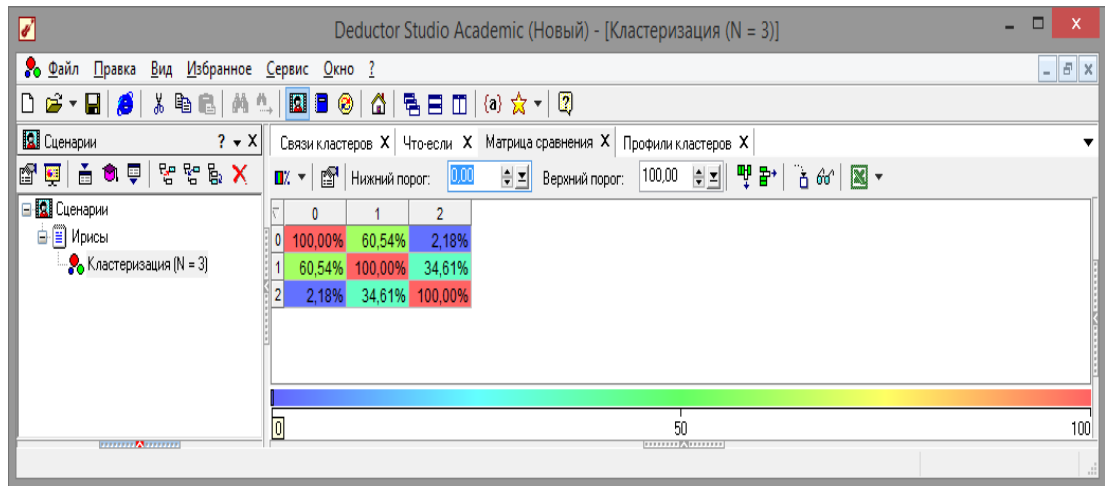 Deductor Studio Academic (Новый) - [Кластеризация (N = 3)]
Файл Правка Вид Избранное Сервис Окно ?
{a} ?
Сценарии ? X
Связи кластеров X Что-если X Матрица сравнения X Профили кластеров X
% Нижний порог: 0,00 Верхний порог: 100,00
Сценарии
Ирисы
Кластеризация (N = 3)
0 1 2
0 100,00% 60,54% 2,18%
1 60,54% 100,00% 34,61%
2 2,18% 34,61% 100,00%
0 50 100